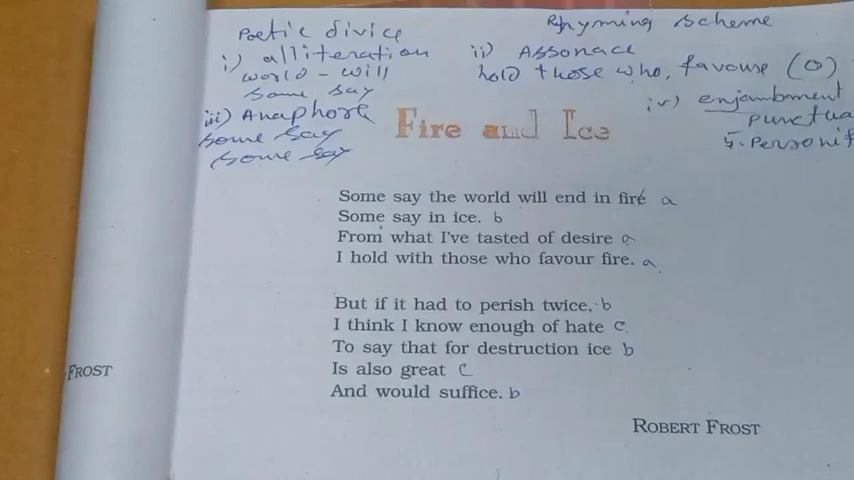 Poetic divice
Rhyming Scheme
i) alliteration
world - will
some say
ii) Assonace
hold those who, favouse (O)
iii) Anaphora
some say
some say
iv) enjambment
punctua
5. Personif
Fire and Ice
Some say the world will end in fire a
Some say in ice. b
From what I've tasted of desire a
I hold with those who favour fire. a
But if it had to perish twice, b
I think I know enough of hate c
To say that for destruction ice b
Is also great c
And would suffice. b
ROBERT FROST
FROST